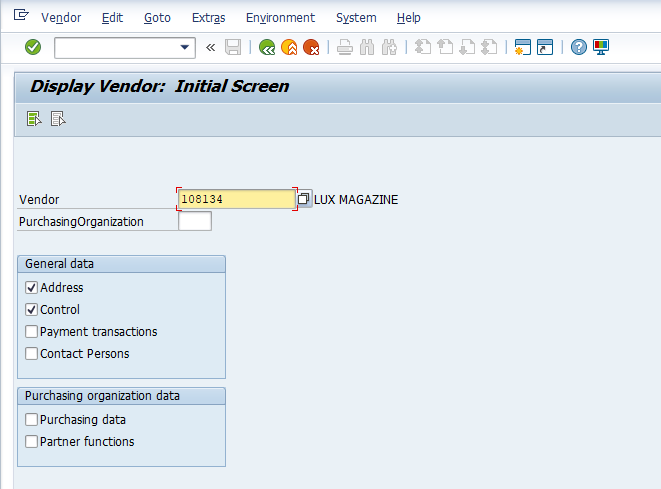 Vendor Edit Goto Extras Environment System Help
Display Vendor: Initial Screen
Vendor 108134 LUX MAGAZINE
PurchasingOrganization
General data
Address
Control
Payment transactions
Contact Persons
Purchasing organization data
Purchasing data
Partner functions